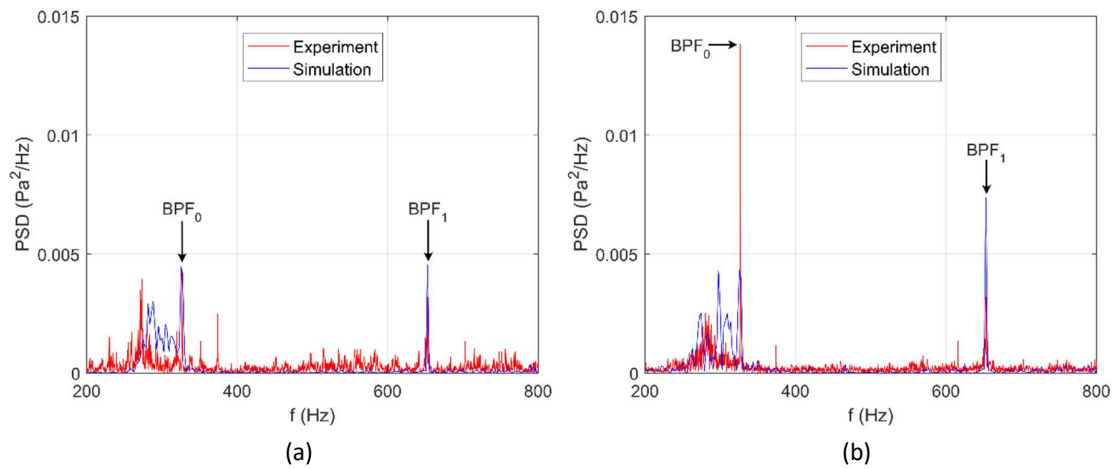 0.015
Experiment
Simulation
0.01
PSD (Pa²/Hz)
BPF₀
BPF₁
0.005
0
200
400
600
800
f (Hz)
(a)
0.015
BPF₀
Experiment
Simulation
0.01
BPF₁
PSD (Pa²/Hz)
0.005
0
200
400
600
800
f (Hz)
(b)